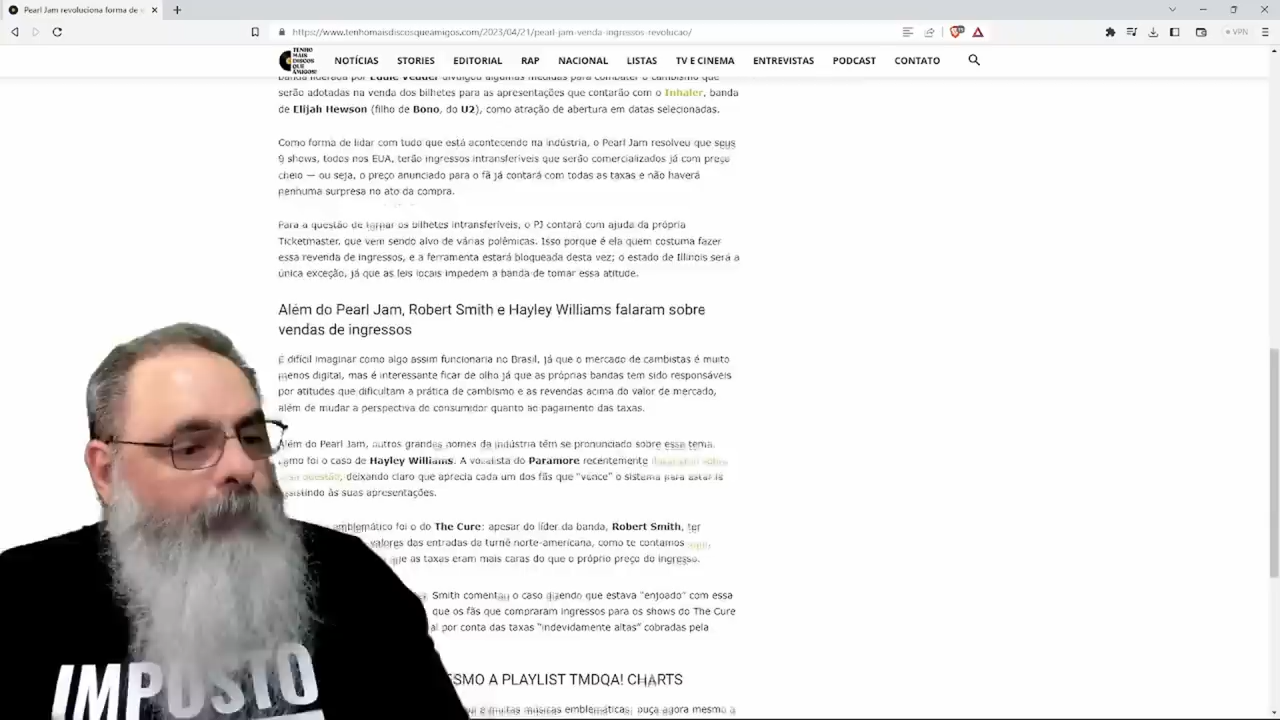 Pearl Jam revoluciona forma de
https://www.tenhomaisdiscosqueamigos.com/2023/04/21/pearl-jam-venda-ingressos-revolucao/
VPN
TENHO
MAIS
DISCOS
QUE
AMIGOS!
NOTÍCIAS STORIES EDITORIAL RAP NACIONAL LISTAS TV E CINEMA ENTREVISTAS PODCAST CONTATO
banda liderada por Eddie Vedder divulgou algumas medidas para combater o cambismo que
serão adotadas na venda dos bilhetes para as apresentações que contarão com o Inhaler, banda
de Elijah Hewson (filho de Bono, do U2), como atração de abertura em datas selecionadas.
Como forma de lidar com tudo que está acontecendo na indústria, o Pearl Jam resolveu que seus
9 shows, todos nos EUA, terão ingressos intransferíveis que serão comercializados já com preço
cheio — ou seja, o preço anunciado para o fã já contará com todas as taxas e não haverá
nenhuma surpresa no ato da compra.
Para a questão de tornar os bilhetes intransferíveis, o PJ contará com ajuda da própria
Ticketmaster, que vem sendo alvo de várias polêmicas. Isso porque é ela quem costuma fazer
essa revenda de ingressos, e a ferramenta estará bloqueada desta vez; o estado de Illinois será a
única exceção, já que as leis locais impedem a banda de tomar essa atitude.
Além do Pearl Jam, Robert Smith e Hayley Williams falaram sobre
vendas de ingressos
É difícil imaginar como algo assim funcionaria no Brasil, já que o mercado de cambistas é muito
menos digital, mas é interessante ficar de olho já que as próprias bandas tem sido responsáveis
por atitudes que dificultam a prática de cambismo e as revendas acima do valor de mercado,
além de mudar a perspectiva do consumidor quanto ao pagamento das taxas.
Além do Pearl Jam, outros grandes nomes da indústria têm se pronunciado sobre esse tema,
como foi o caso de Hayley Williams. A vocalista do Paramore recentemente
deixando claro que aprecia cada um dos fãs que "vence" o sistema para estar
às suas apresentações.
emblemático foi o do The Cure: apesar do líder da banda, Robert Smith, ter
valores das entradas da turnê norte-americana, como te contamos
que as taxas eram mais caras do que o próprio preço do ingresso.
Smith comentou o caso dizendo que estava "enjoado" com essa
que os fãs que compraram ingressos para os shows do The Cure
por conta das taxas "indevidamente altas" cobradas pela
A PLAYLIST TMDQA! CHARTS
músicas emblemáticas, ouça agora mesmo a
IMPOSTO